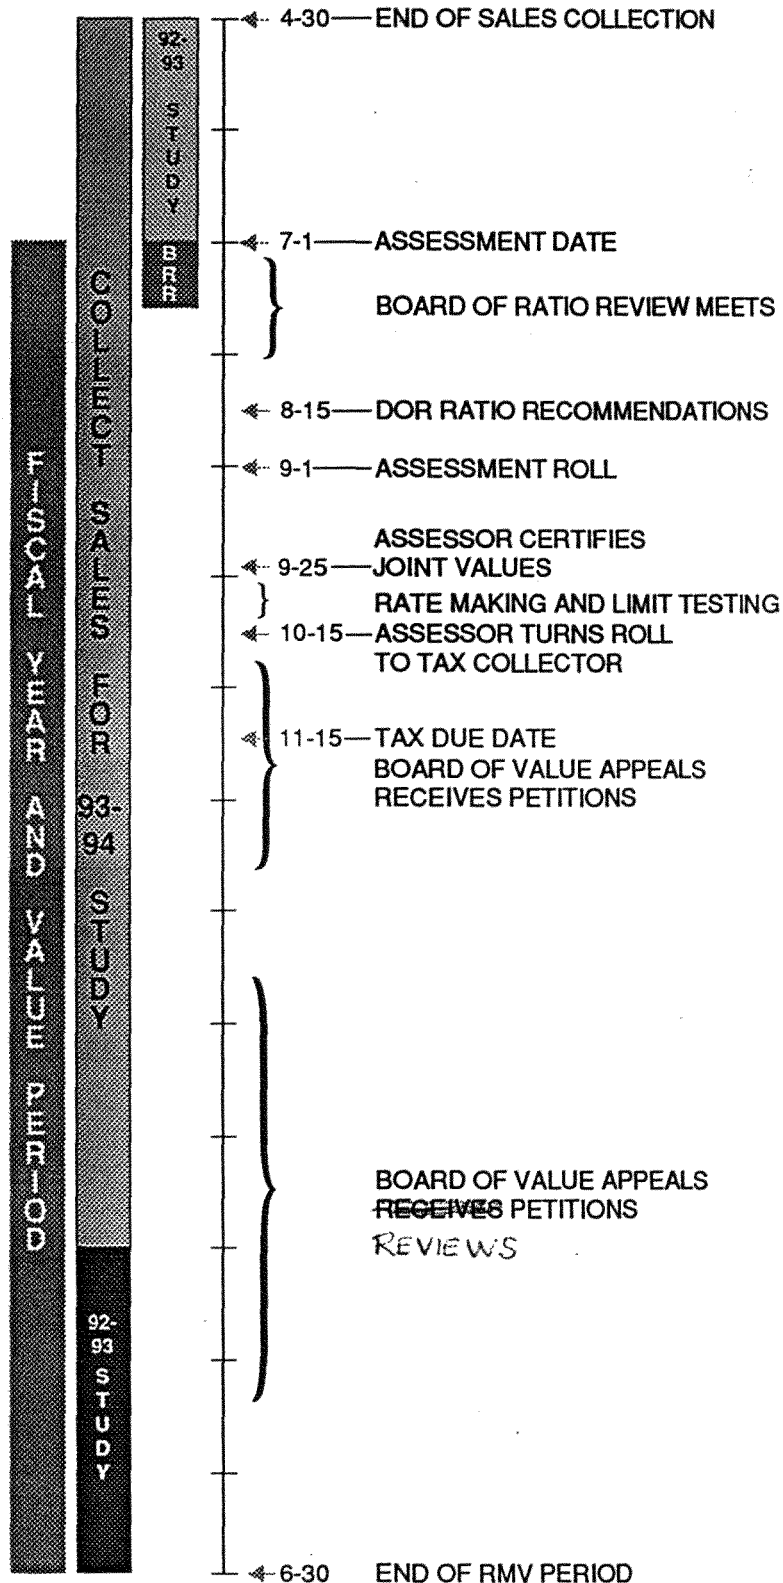 FISCAL YEAR AND VALUE PERIOD
COLLECT SALES FOR 93-94 STUDY
92-93 STUDY
92-93 STUDY
BRR
4-30 END OF SALES COLLECTION
7-1 ASSESSMENT DATE
BOARD OF RATIO REVIEW MEETS
8-15 DOR RATIO RECOMMENDATIONS
9-1 ASSESSMENT ROLL
ASSESSOR CERTIFIES
9-25 JOINT VALUES
RATE MAKING AND LIMIT TESTING
10-15 ASSESSOR TURNS ROLL
TO TAX COLLECTOR
11-15 TAX DUE DATE
BOARD OF VALUE APPEALS
RECEIVES PETITIONS
BOARD OF VALUE APPEALS
RECEIVES PETITIONS
REVIEWS
6-30 END OF RMV PERIOD